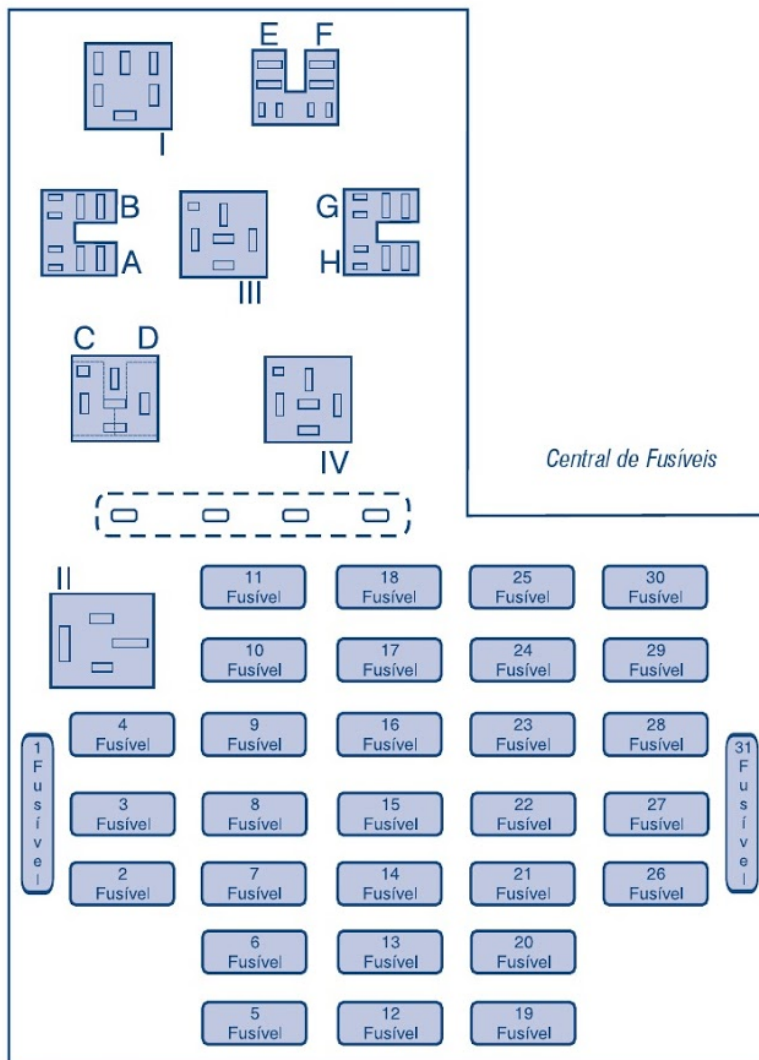 E F
I
B
A
III
G
H
C D
IV
Central de Fusíveis
II
11
Fusível
18
Fusível
25
Fusível
30
Fusível
10
Fusível
17
Fusível
24
Fusível
29
Fusível
1
Fusível
4
Fusível
9
Fusível
16
Fusível
23
Fusível
28
Fusível
31
Fusível
3
Fusível
8
Fusível
15
Fusível
22
Fusível
27
Fusível
2
Fusível
7
Fusível
14
Fusível
21
Fusível
26
Fusível
6
Fusível
13
Fusível
20
Fusível
5
Fusível
12
Fusível
19
Fusível